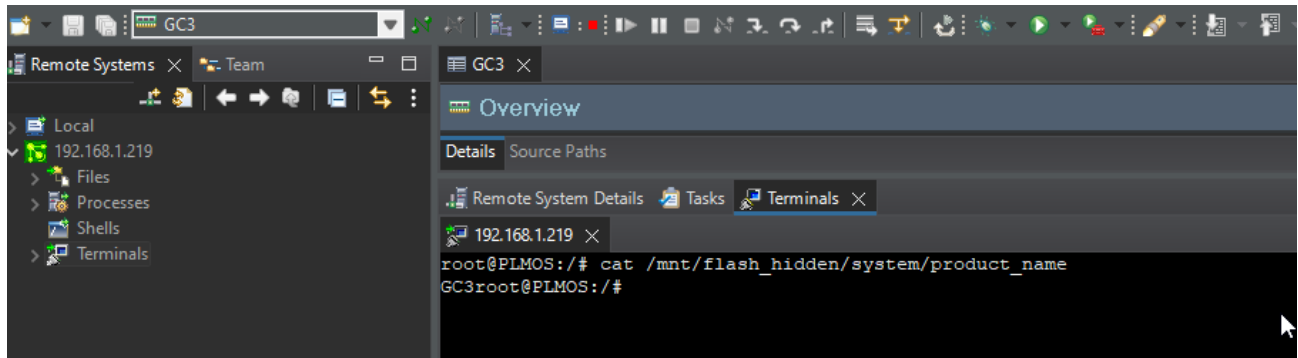 GC3
Remote Systems
Team
Local
192.168.1.219
Files
Processes
Shells
Terminals
GC3
Overview
Details Source Paths
Remote System Details Tasks Terminals
192.168.1.219
root@PLMOS:/# cat /mnt/flash_hidden/system/product_name
GC3root@PLMOS:/#